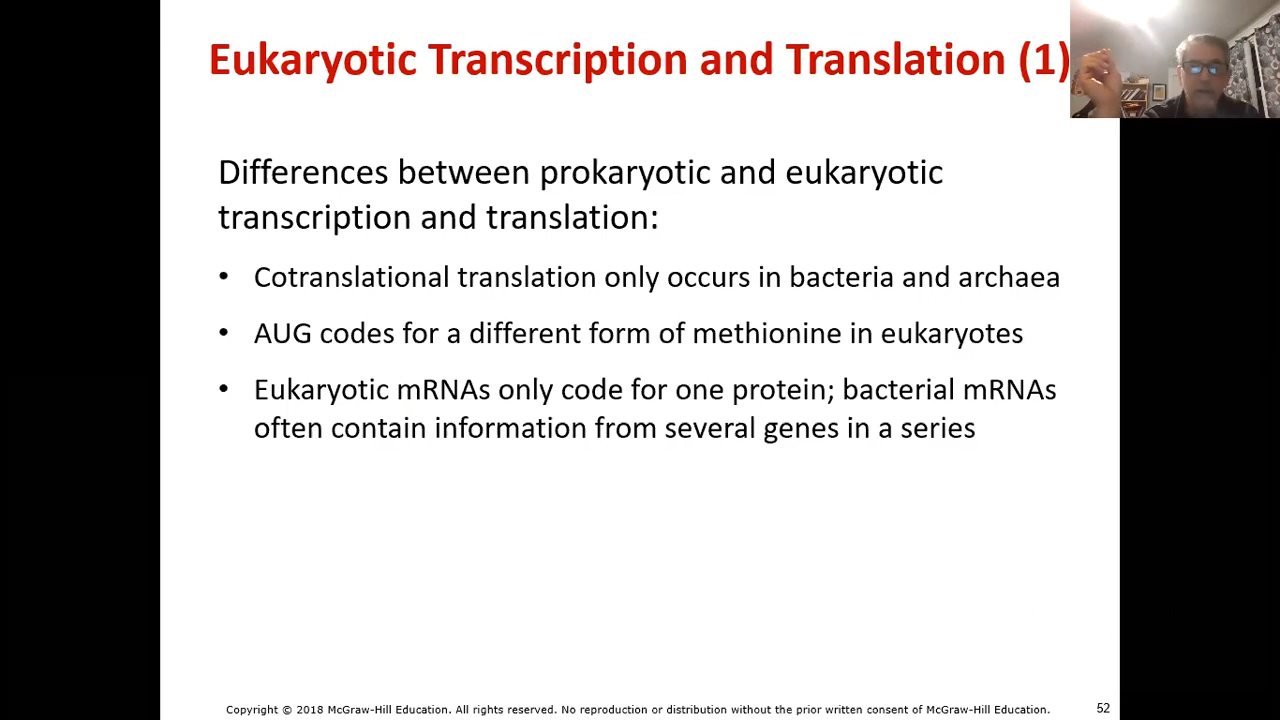 Eukaryotic Transcription and Translation (1)
Differences between prokaryotic and eukaryotic
transcription and translation:
• Cotranslational translation only occurs in bacteria and archaea
• AUG codes for a different form of methionine in eukaryotes
• Eukaryotic mRNAs only code for one protein; bacterial mRNAs
often contain information from several genes in a series
Copyright © 2018 McGraw-Hill Education. All rights reserved. No reproduction or distribution without the prior written consent of McGraw-Hill Education.
52